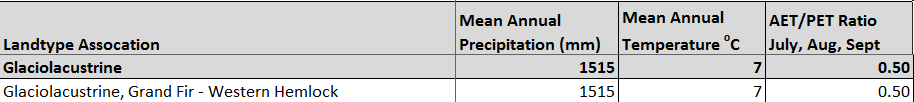 Mean Annual Mean Annual AET/PET Ratio
Landtype Assocation Precipitation (mm) Temperature °C July, Aug, Sept
Glaciolacustrine 1515 7 0.50
Glaciolacustrine, Grand Fir - Western Hemlock 1515 7 0.50